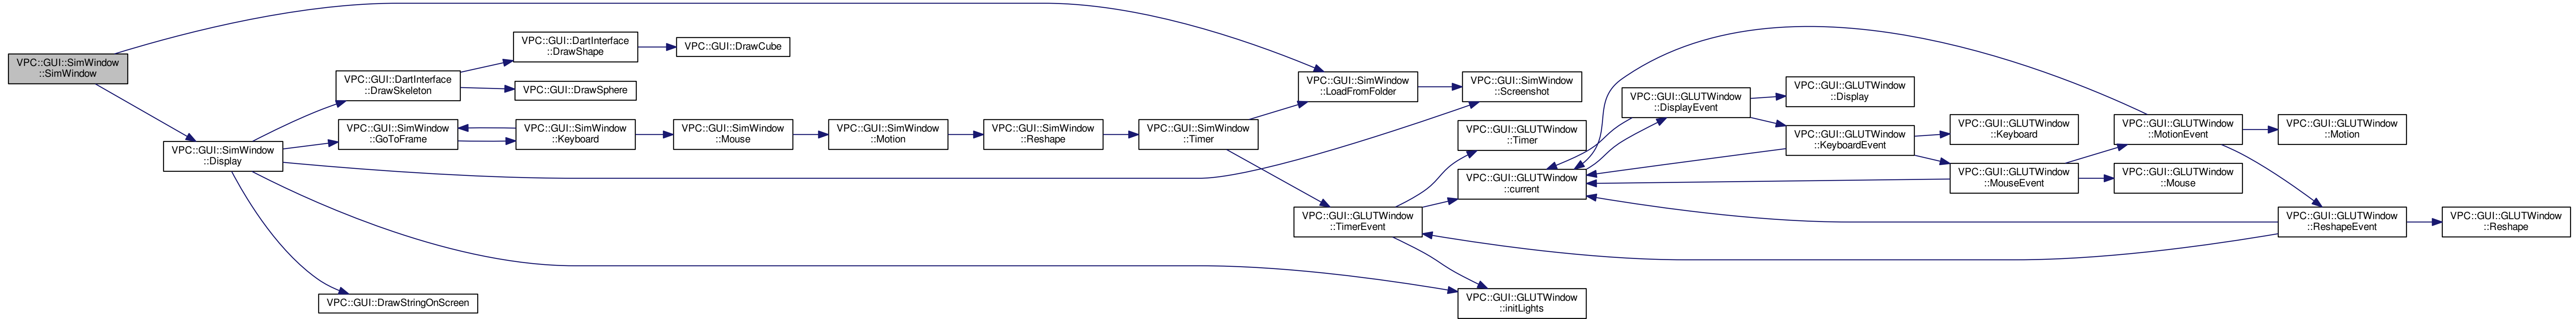 VPC::GUI::SimWindow
::SimWindow
VPC::GUI::SimWindow
::Display
VPC::GUI::DartInterface
::DrawSkeleton
VPC::GUI::SimWindow
::GoToFrame
VPC::GUI::DrawStringOnScreen
VPC::GUI::DartInterface
::DrawShape
VPC::GUI::DrawSphere
VPC::GUI::SimWindow
::Keyboard
VPC::GUI::DrawCube
VPC::GUI::SimWindow
::Mouse
VPC::GUI::SimWindow
::Motion
VPC::GUI::SimWindow
::Reshape
VPC::GUI::SimWindow
::Timer
VPC::GUI::SimWindow
::LoadFromFolder
VPC::GUI::GLUTWindow
::TimerEvent
VPC::GUI::SimWindow
::Screenshot
VPC::GUI::GLUTWindow
::Timer
VPC::GUI::GLUTWindow
::current
VPC::GUI::GLUTWindow
::initLights
VPC::GUI::GLUTWindow
::DisplayEvent
VPC::GUI::GLUTWindow
::Display
VPC::GUI::GLUTWindow
::KeyboardEvent
VPC::GUI::GLUTWindow
::Keyboard
VPC::GUI::GLUTWindow
::MouseEvent
VPC::GUI::GLUTWindow
::MotionEvent
VPC::GUI::GLUTWindow
::Mouse
VPC::GUI::GLUTWindow
::Motion
VPC::GUI::GLUTWindow
::ReshapeEvent
VPC::GUI::GLUTWindow
::Reshape